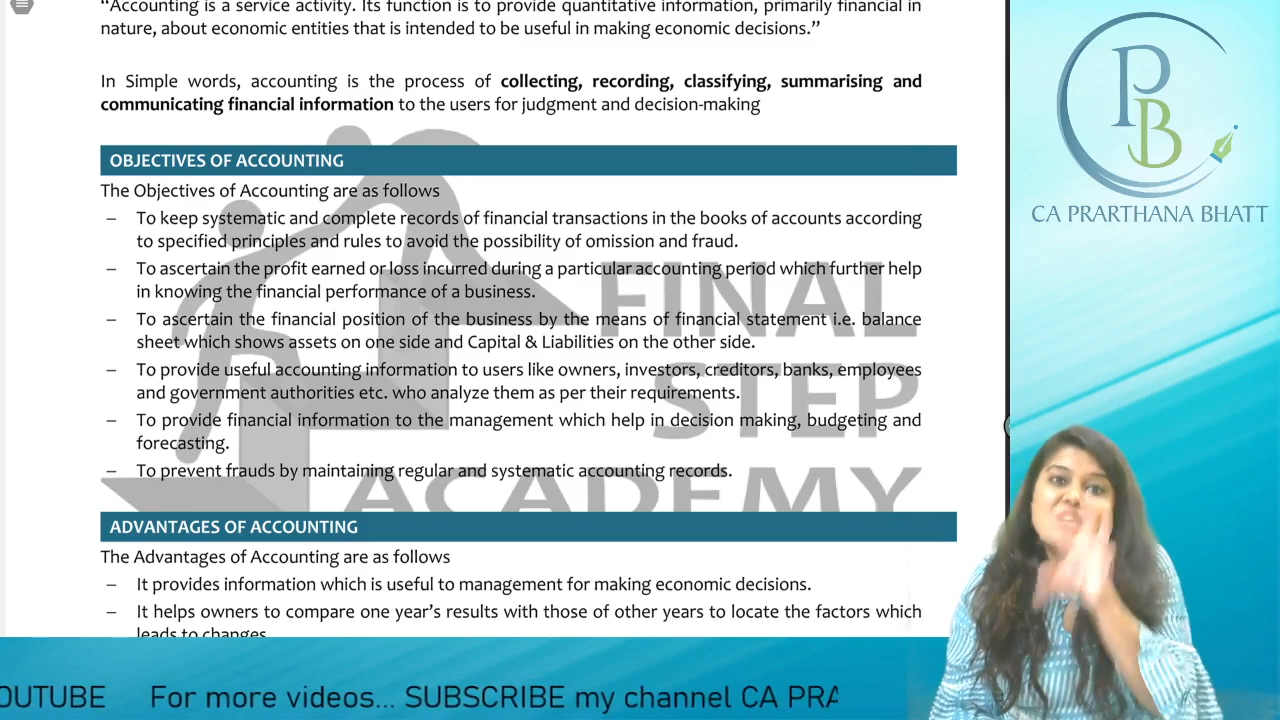 “Accounting is a service activity. Its function is to provide quantitative information, primarily financial in
nature, about economic entities that is intended to be useful in making economic decisions.”
In Simple words, accounting is the process of collecting, recording, classifying, summarising and
communicating financial information to the users for judgment and decision-making
OBJECTIVES OF ACCOUNTING
The Objectives of Accounting are as follows
– To keep systematic and complete records of financial transactions in the books of accounts according
to specified principles and rules to avoid the possibility of omission and fraud.
– To ascertain the profit earned or loss incurred during a particular accounting period which further help
in knowing the financial performance of a business.
– To ascertain the financial position of the business by the means of financial statement i.e. balance
sheet which shows assets on one side and Capital & Liabilities on the other side.
– To provide useful accounting information to users like owners, investors, creditors, banks, employees
and government authorities etc. who analyze them as per their requirements.
– To provide financial information to the management which help in decision making, budgeting and
forecasting.
– To prevent frauds by maintaining regular and systematic accounting records.
ADVANTAGES OF ACCOUNTING
The Advantages of Accounting are as follows
– It provides information which is useful to management for making economic decisions.
– It helps owners to compare one year’s results with those of other years to locate the factors which
leads to changes
FINAL
STEP
ACADEMY
PB
CA PRARTHANA BHATT
OUTUBE For more videos... SUBSCRIBE my channel CA PRA